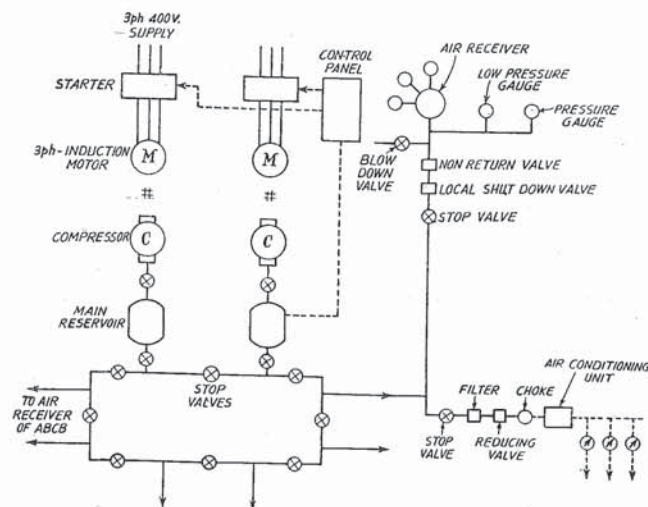 3ph 400V.
SUPPLY
STARTER
CONTROL
PANEL
AIR RECEIVER
LOW PRESSURE
GAUGE
PRESSURE
GAUGE
3ph-INDUCTION
MOTOR
M
M
BLOW
DOWN
VALVE
NON RETURN VALVE
LOCAL SHUT DOWN VALVE
STOP VALVE
#
#
COMPRESSOR
C
C
MAIN
RESERVOIR
STOP
VALVES
TO AIR
RECEIVER
OF ABCB
FILTER
CHOKE
AIR CONDITIONING
UNIT
STOP
VALVE
REDUCING
VALVE